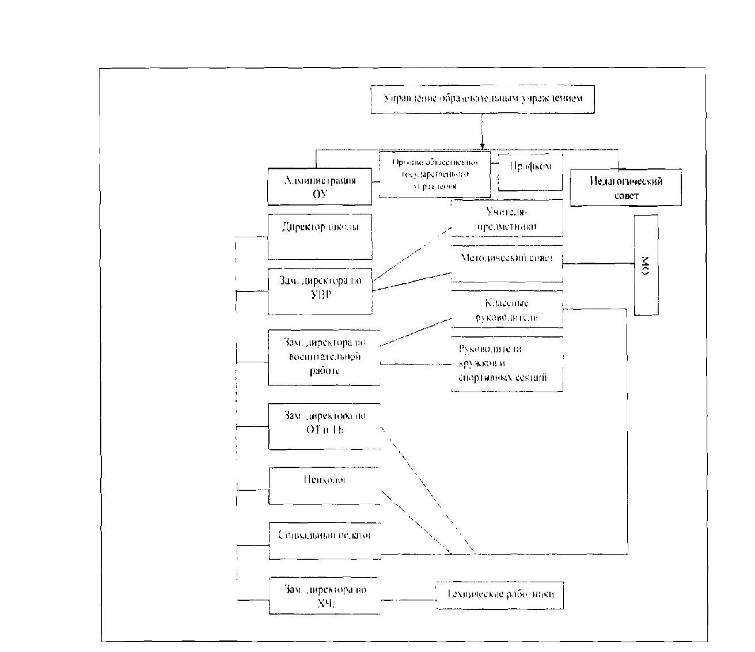 Управление образовательным учреждением
Администрация
ОУ
Органы общественно-
государственного
управления
Профком
Педагогический
совет
Директор школы
Учителя-
предметники
Зам. директора по
УВР
Методический совет
МО
Классные
руководители
Зам. директора по
воспитательной
работе
Руководители
кружков и
спортивных секций
Зам. директора по
ОТ и ТБ
Психолог
Социальный педагог
Зам. директора по
ХЧ
Технические работники